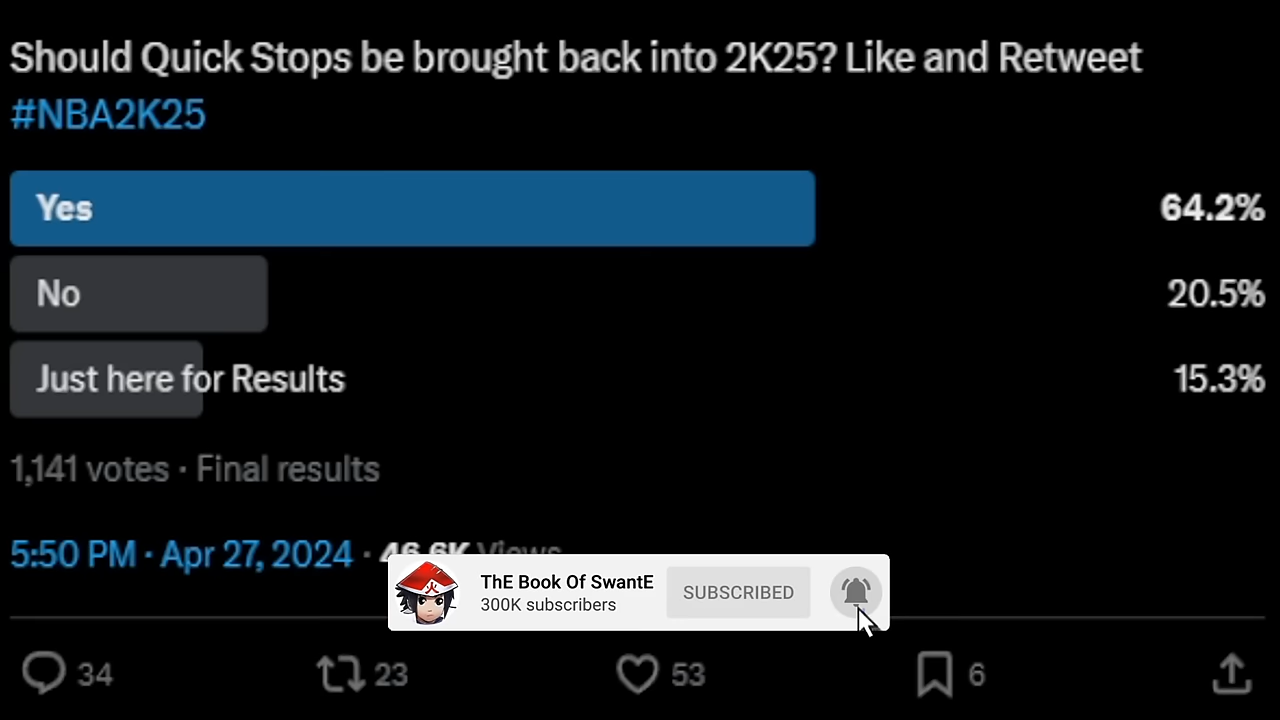 Should Quick Stops be brought back into 2K25? Like and Retweet
#NBA2K25
Yes 64.2%
No 20.5%
Just here for Results 15.3%
1,141 votes · Final results
5:50 PM · Apr 27, 2024 · 46.6K Views
ThE Book Of SwantE
300K subscribers
SUBSCRIBED
火
34 23 53 6